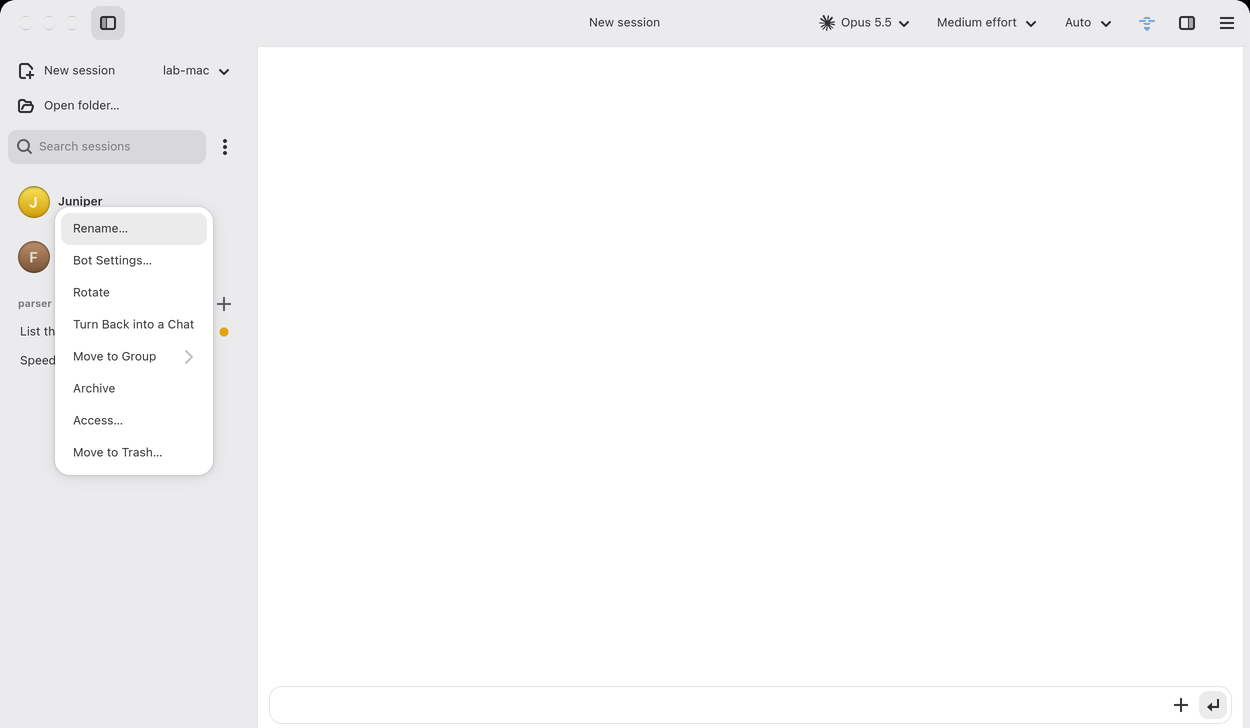 New session
Opus 5.5
Medium effort
Auto
New session
lab-mac
Open folder...
Search sessions
J
Juniper
F
Rename...
Bot Settings...
Rotate
Turn Back into a Chat
Move to Group
Archive
Access...
Move to Trash...
parser
List th
Speed